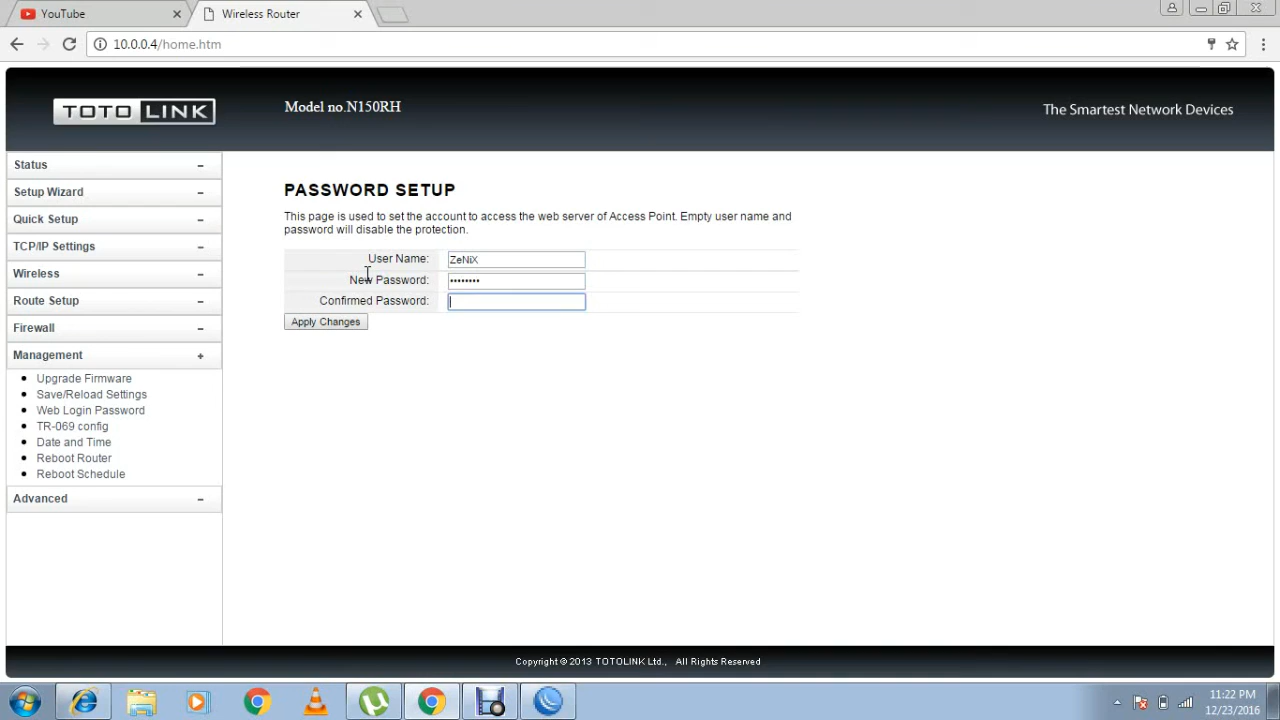 YouTube
Wireless Router
10.0.0.4/home.htm
TOTO LINK
Model no.N150RH
The Smartest Network Devices
Status
Setup Wizard
Quick Setup
TCP/IP Settings
Wireless
Route Setup
Firewall
Management
Upgrade Firmware
Save/Reload Settings
Web Login Password
TR-069 config
Date and Time
Reboot Router
Reboot Schedule
Advanced
PASSWORD SETUP
This page is used to set the account to access the web server of Access Point. Empty user name and
password will disable the protection.
User Name: ZeNiX
New Password: ••••••••
Confirmed Password:
Apply Changes
Copyright © 2013 TOTOLINK Ltd., All Rights Reserved
11:22 PM
12/23/2016